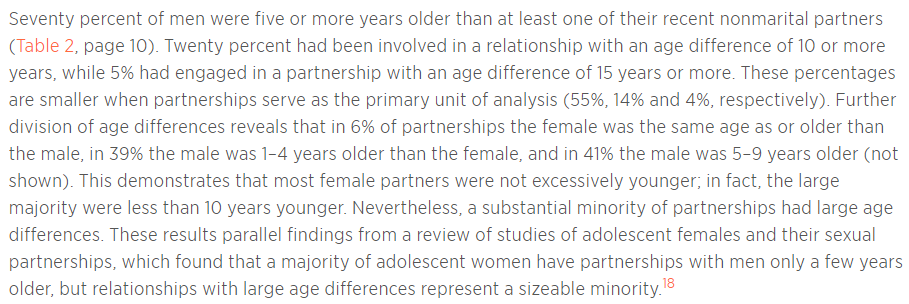 Seventy percent of men were five or more years older than at least one of their recent nonmarital partners
(Table 2, page 10). Twenty percent had been involved in a relationship with an age difference of 10 or more
years, while 5% had engaged in a partnership with an age difference of 15 years or more. These percentages
are smaller when partnerships serve as the primary unit of analysis (55%, 14% and 4%, respectively). Further
division of age differences reveals that in 6% of partnerships the female was the same age as or older than
the male, in 39% the male was 1–4 years older than the female, and in 41% the male was 5–9 years older (not
shown). This demonstrates that most female partners were not excessively younger; in fact, the large
majority were less than 10 years younger. Nevertheless, a substantial minority of partnerships had large age
differences. These results parallel findings from a review of studies of adolescent females and their sexual
partnerships, which found that a majority of adolescent women have partnerships with men only a few years
older, but relationships with large age differences represent a sizeable minority.18